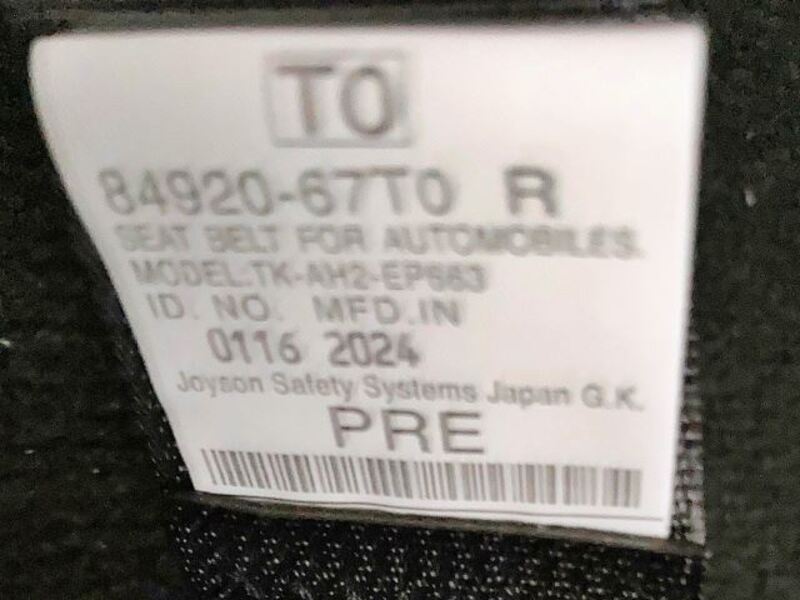 T0
84920-67T0 R
SEAT BELT FOR AUTOMOBILES.
MODEL:TK-AH2-EP663
ID. NO. MFD.IN
0116 2024
Joyson Safety Systems Japan G.K.
PRE